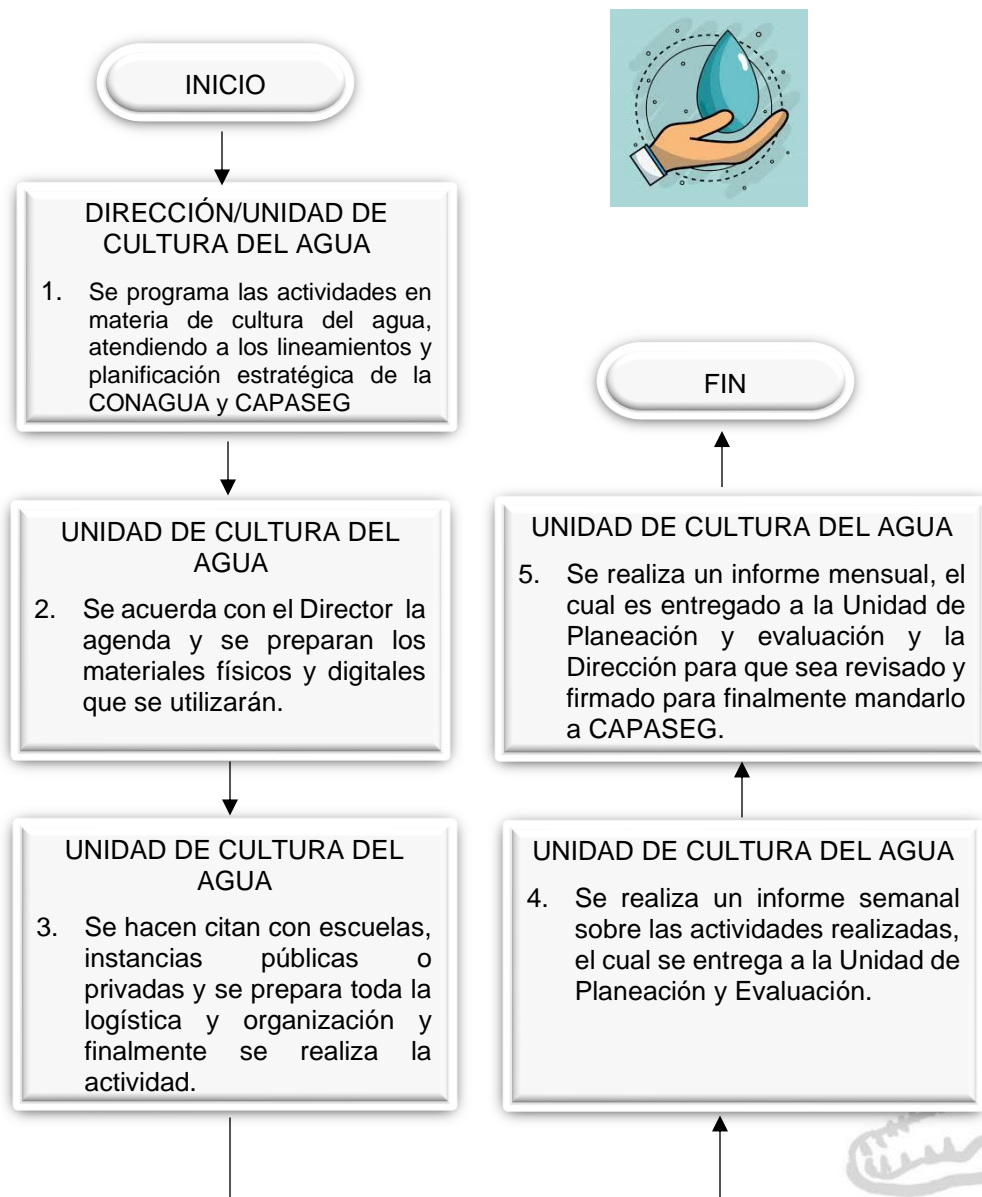 INICIO
DIRECCIÓN/UNIDAD DE
CULTURA DEL AGUA
1. Se programa las actividades en
materia de cultura del agua,
atendiendo a los lineamientos y
planificación estratégica de la
CONAGUA y CAPASEG
UNIDAD DE CULTURA DEL
AGUA
2. Se acuerda con el Director la
agenda y se preparan los
materiales físicos y digitales
que se utilizarán.
UNIDAD DE CULTURA DEL
AGUA
3. Se hacen citan con escuelas,
instancias públicas o
privadas y se prepara toda la
logística y organización y
finalmente se realiza la
actividad.
UNIDAD DE CULTURA DEL AGUA
4. Se realiza un informe semanal
sobre las actividades realizadas,
el cual se entrega a la Unidad de
Planeación y Evaluación.
UNIDAD DE CULTURA DEL AGUA
5. Se realiza un informe mensual, el
cual es entregado a la Unidad de
Planeación y evaluación y la
Dirección para que sea revisado y
firmado para finalmente mandarlo
a CAPASEG.
FIN